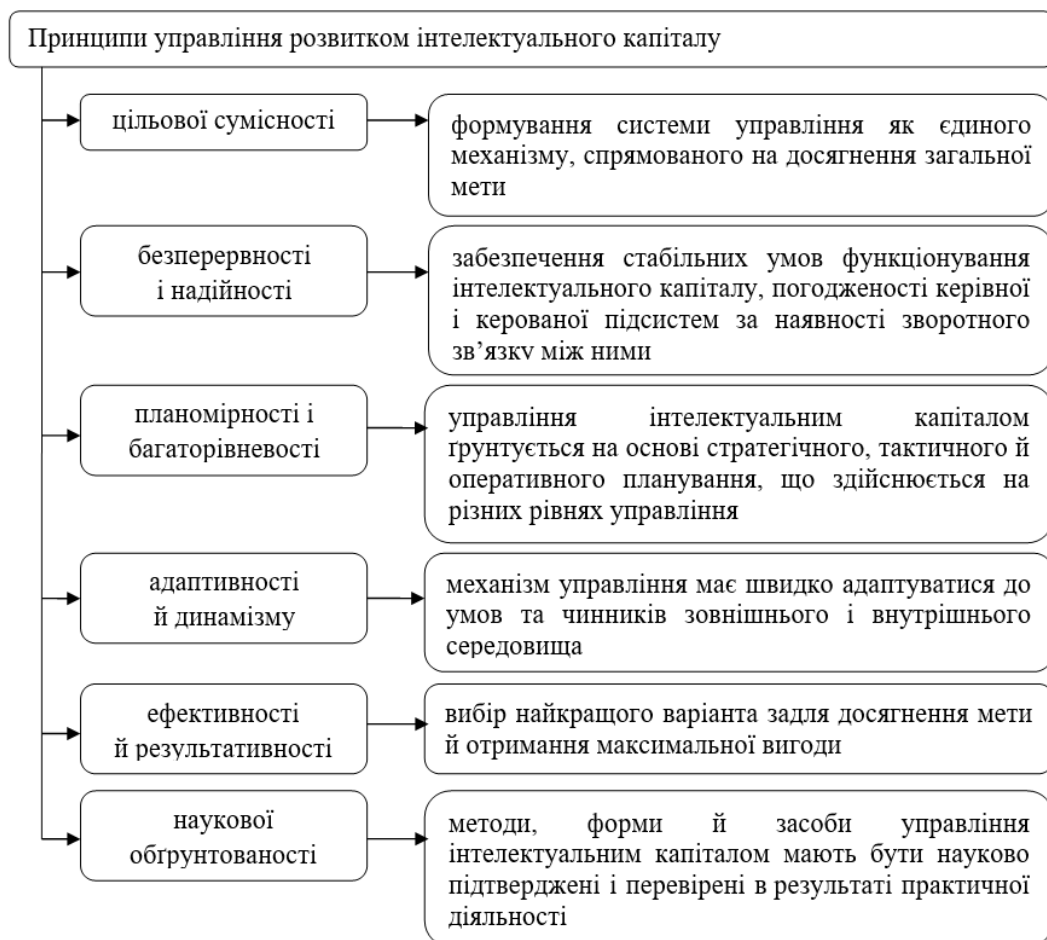 Принципи управління розвитком інтелектуального капіталу
цільової сумісності
формування системи управління як єдиного
механізму, спрямованого на досягнення загальної
мети
безперервності
і надійності
забезпечення стабільних умов функціонування
інтелектуального капіталу, погодженості керівної
і керованої підсистем за наявності зворотного
зв’язку між ними
планомірності і
багаторівневості
управління інтелектуальним капіталом
ґрунтується на основі стратегічного, тактичного й
оперативного планування, що здійснюється на
різних рівнях управління
адаптивності
й динамізму
механізм управління має швидко адаптуватися до
умов та чинників зовнішнього і внутрішнього
середовища
ефективності
й результативності
вибір найкращого варіанта задля досягнення мети
й отримання максимальної вигоди
наукової
обґрунтованості
методи, форми й засоби управління
інтелектуальним капіталом мають бути науково
підтверджені і перевірені в результаті практичної
діяльності